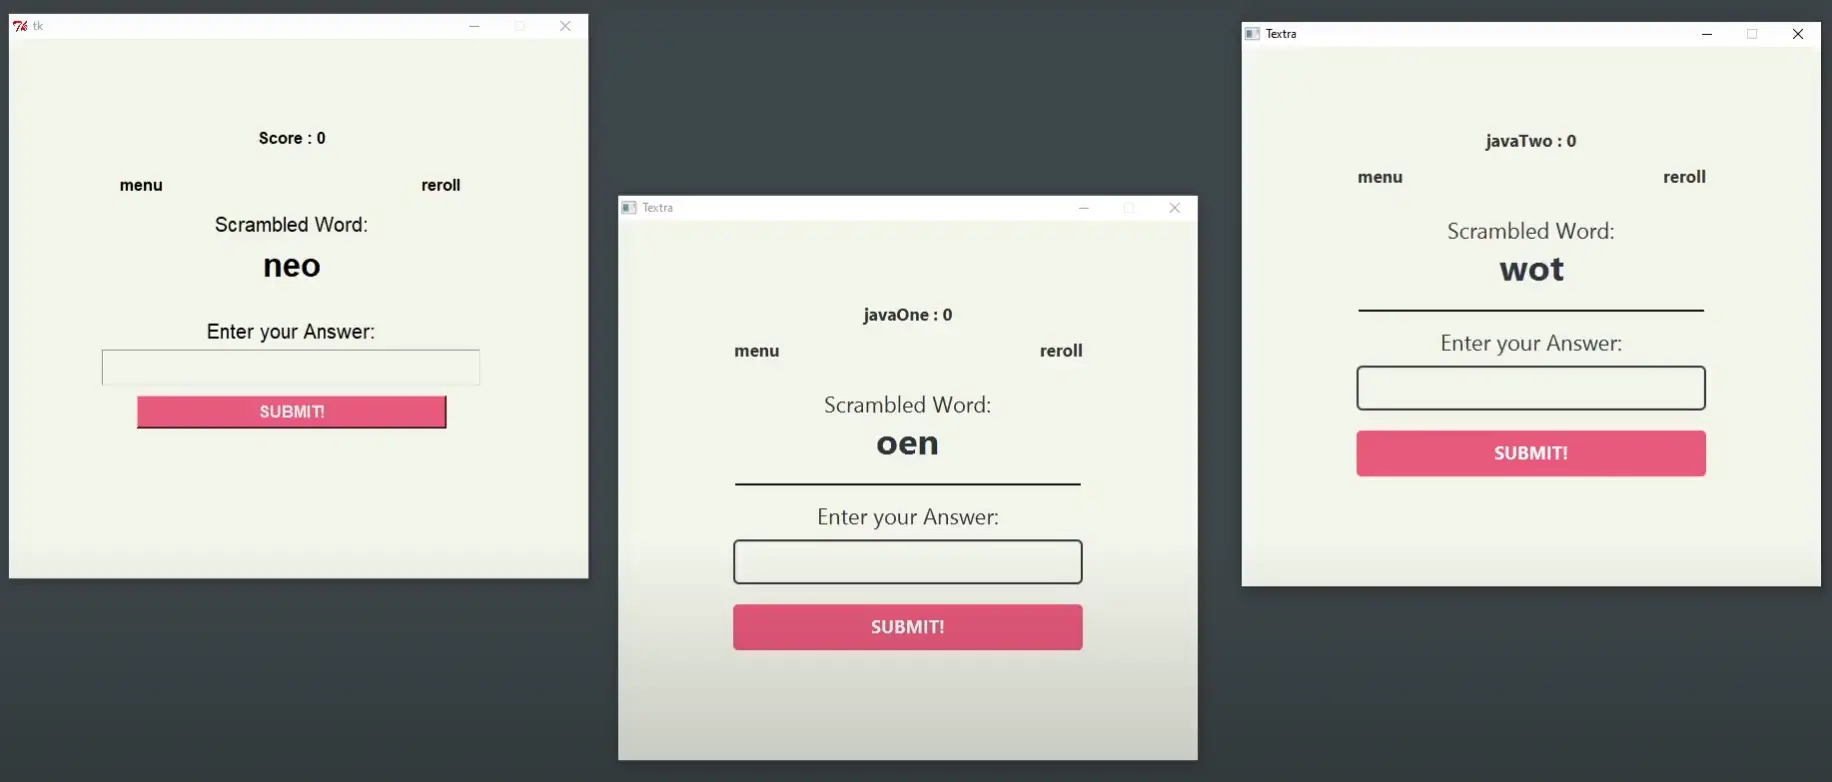 tk
Score : 0
menu
reroll
Scrambled Word:
neo
Enter your Answer:
SUBMIT!
Textra
javaOne : 0
menu
reroll
Scrambled Word:
oen
Enter your Answer:
SUBMIT!
Textra
javaTwo : 0
menu
reroll
Scrambled Word:
wot
Enter your Answer:
SUBMIT!